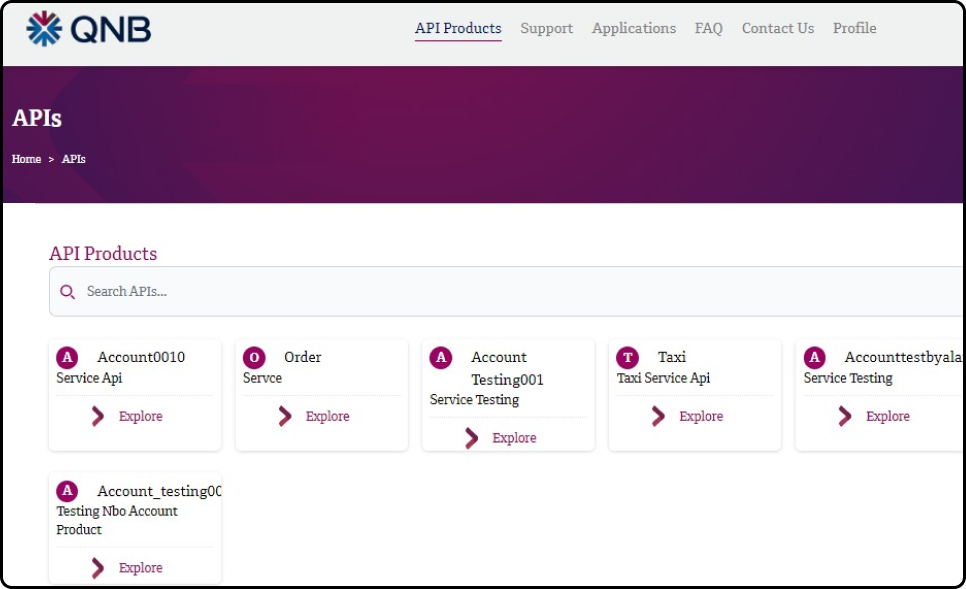 QNB
API Products Support Applications FAQ Contact Us Profile
APIs
Home > APIs
API Products
Search APIs...
A Account0010
Service Api
Explore
O Order
Servce
Explore
A Account
Testing001
Service Testing
Explore
T Taxi
Taxi Service Api
Explore
A Accounttestbyala
Service Testing
Explore
A Account_testing00
Testing Nbo Account
Product
Explore